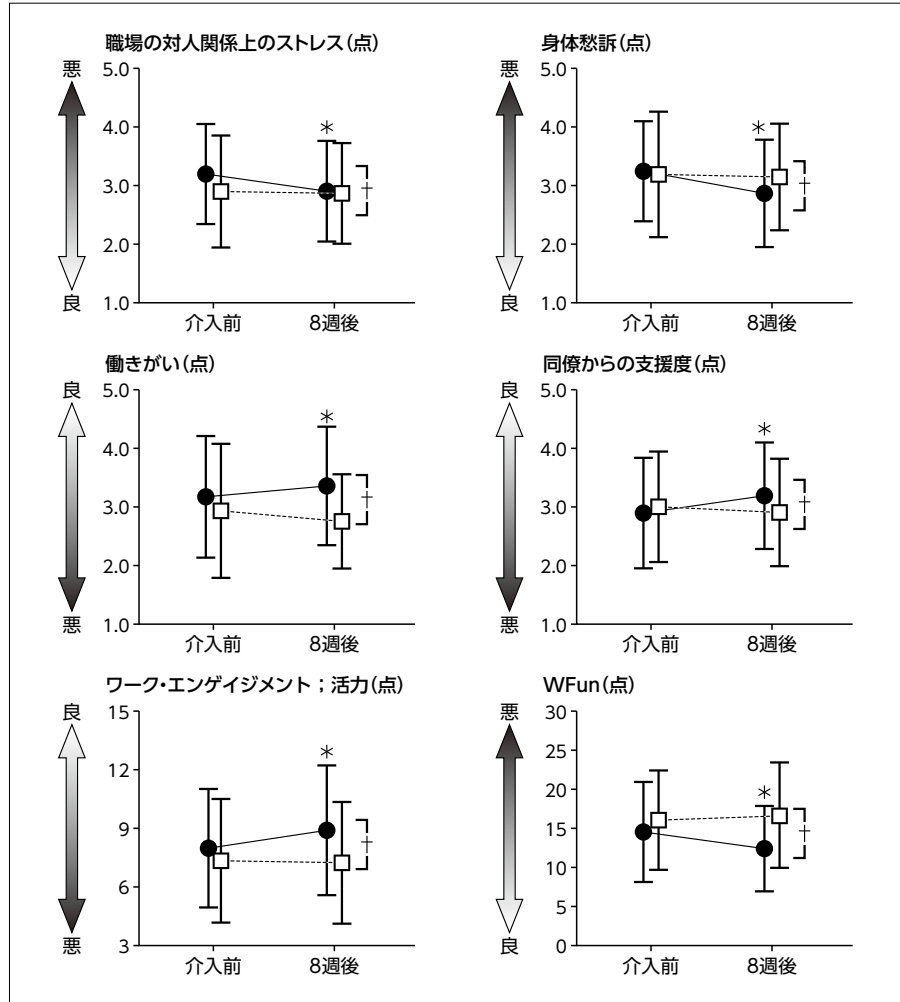 職場の対人関係上のストレス(点)
悪
良
5.0
4.0
3.0
2.0
1.0
*
†
介入前
8週後
身体愁訴(点)
悪
良
5.0
4.0
3.0
2.0
1.0
*
†
介入前
8週後
働きがい(点)
良
悪
5.0
4.0
3.0
2.0
1.0
*
†
介入前
8週後
同僚からの支援度(点)
良
悪
5.0
4.0
3.0
2.0
1.0
*
†
介入前
8週後
ワーク・エンゲイジメント;活力(点)
良
悪
15
12
9
6
3
*
†
介入前
8週後
WFun(点)
悪
良
30
25
20
15
10
5
0
*
†
介入前
8週後